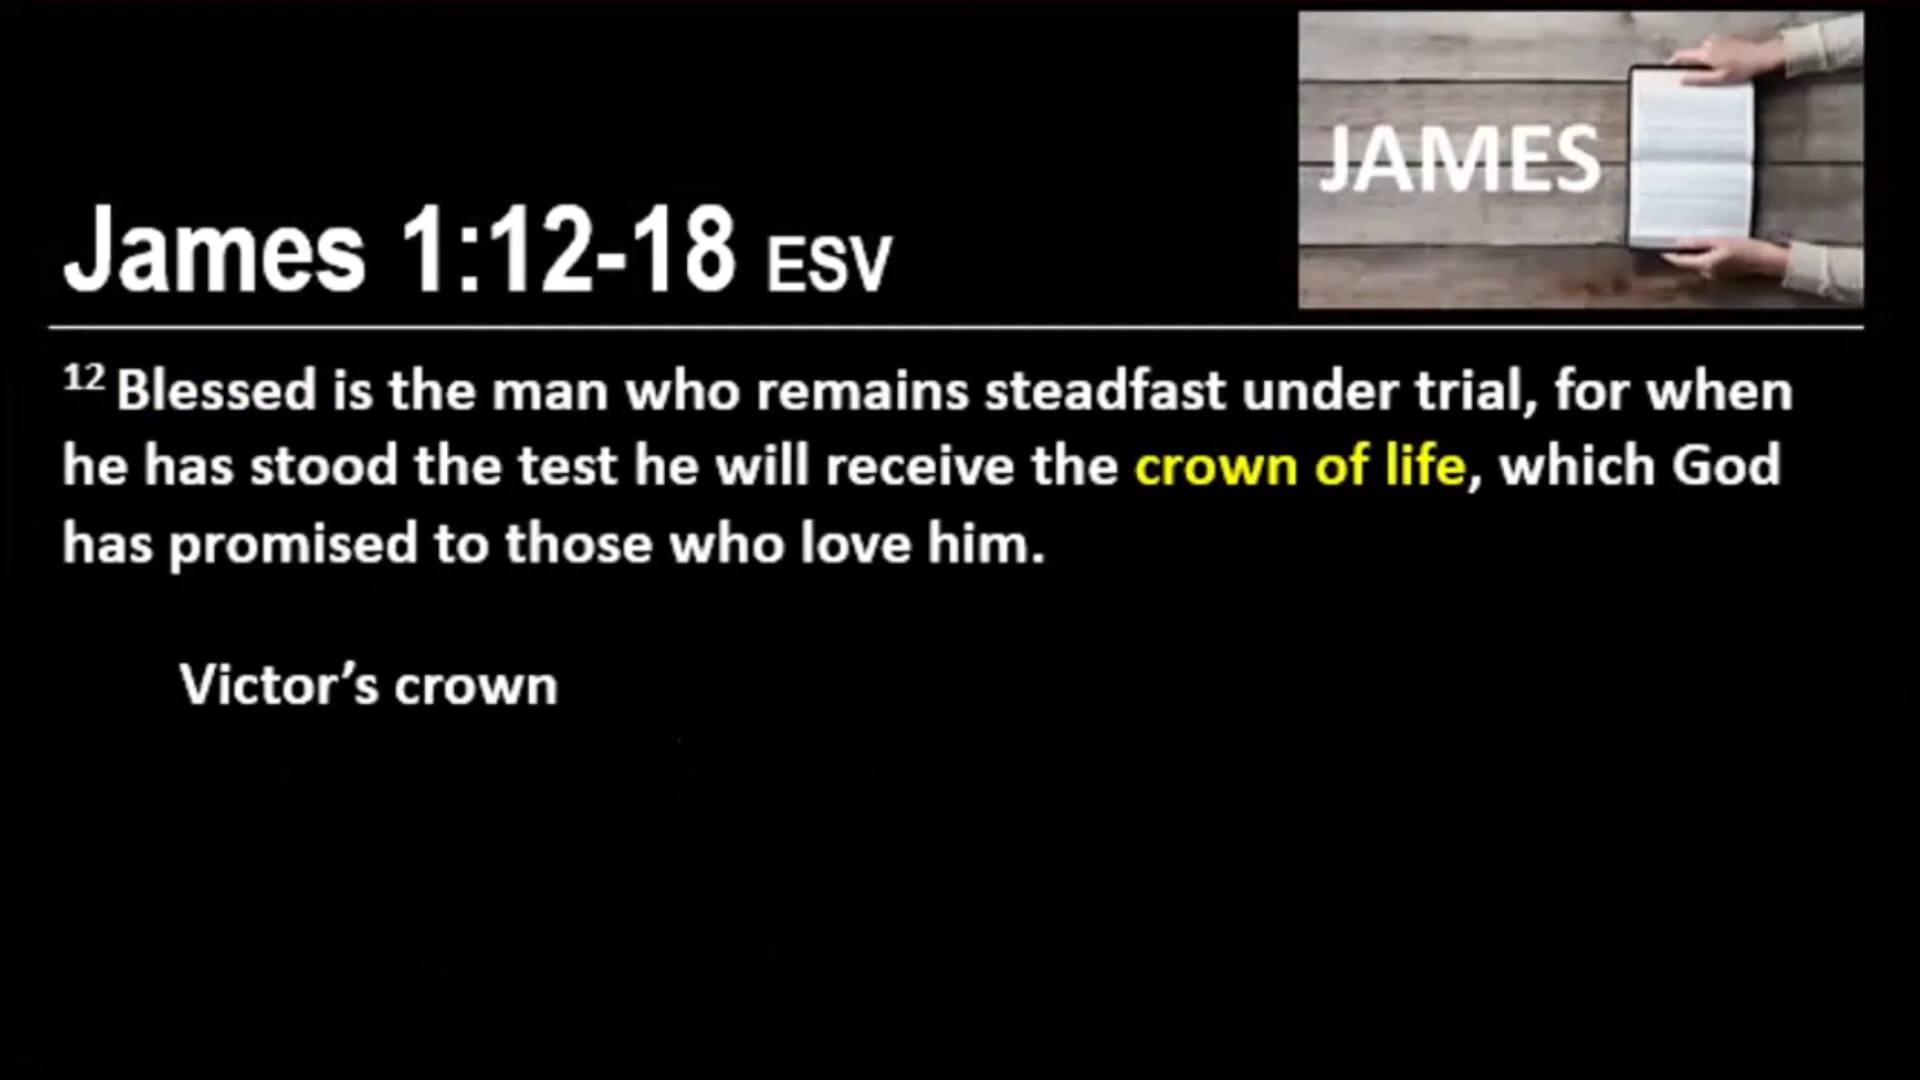 JAMES
James 1:12-18 ESV
12 Blessed is the man who remains steadfast under trial, for when
he has stood the test he will receive the crown of life, which God
has promised to those who love him.
Victor’s crown